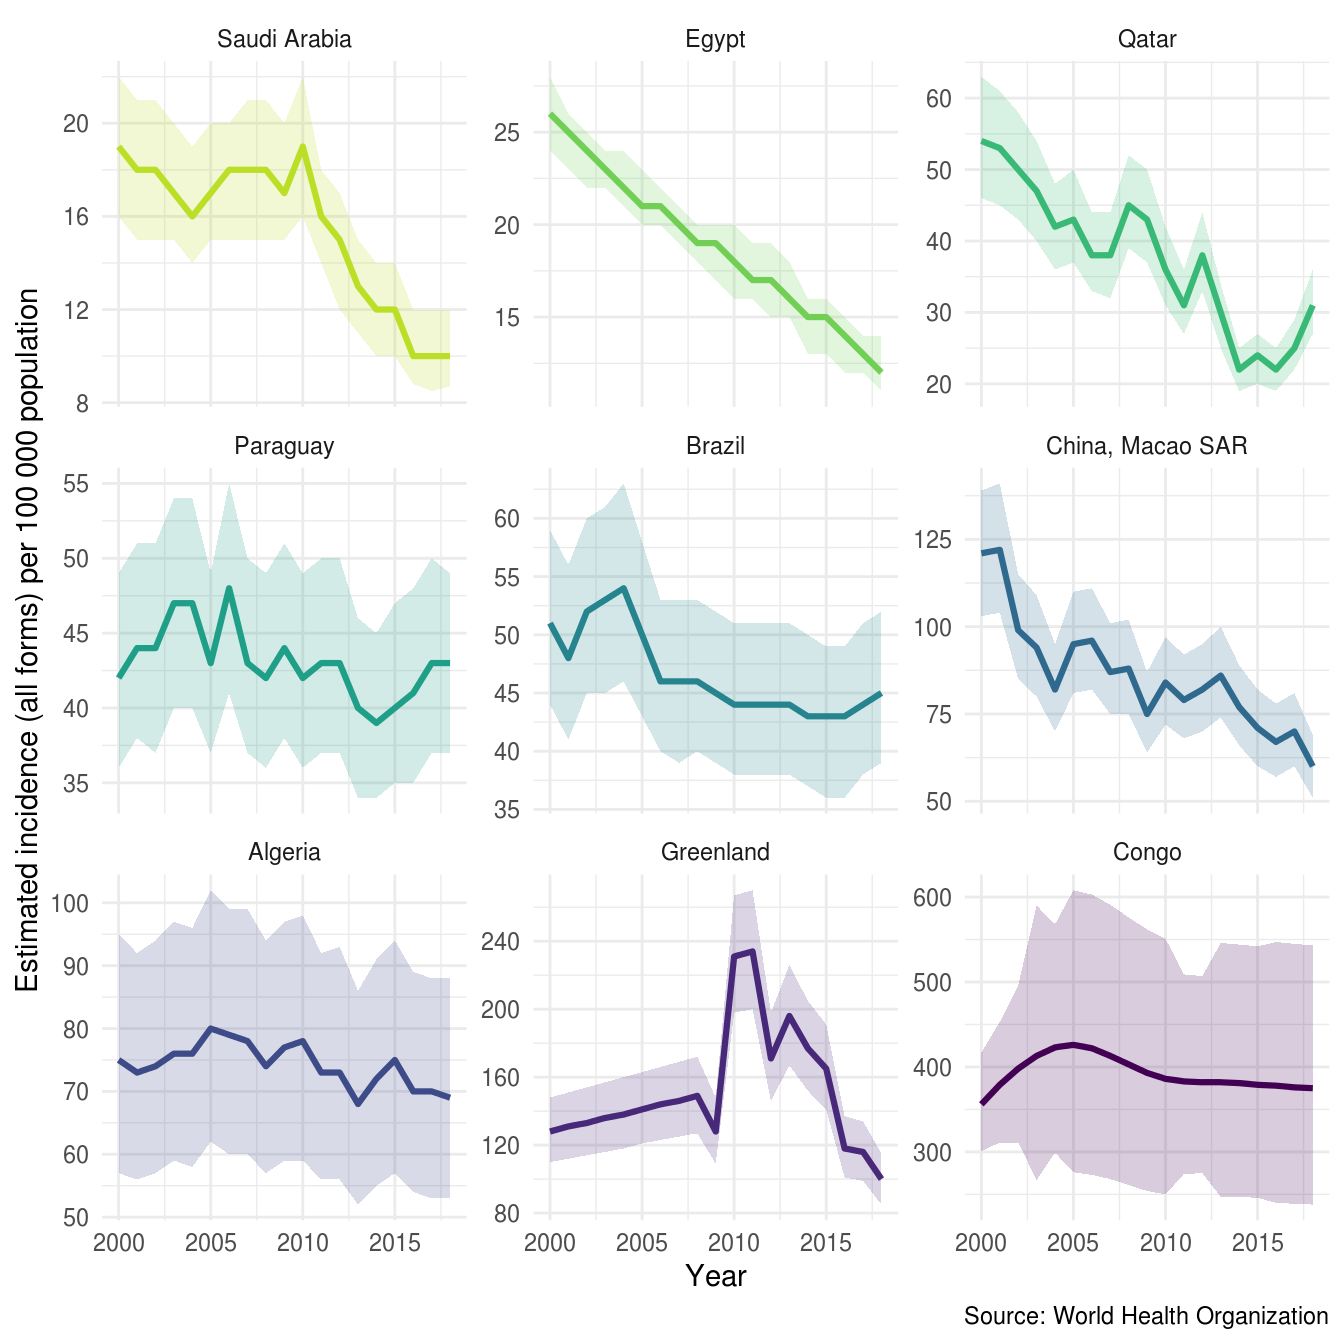 Saudi Arabia
Egypt
Qatar
20
16
12
8
25
20
15
60
50
40
30
20
Estimated incidence (all forms) per 100 000 population
Paraguay
Brazil
China, Macao SAR
55
50
45
40
35
60
55
50
45
40
35
125
100
75
50
Algeria
Greenland
Congo
100
90
80
70
60
50
240
200
160
120
80
600
500
400
300
2000 2005 2010 2015
2000 2005 2010 2015
2000 2005 2010 2015
Year
Source: World Health Organization